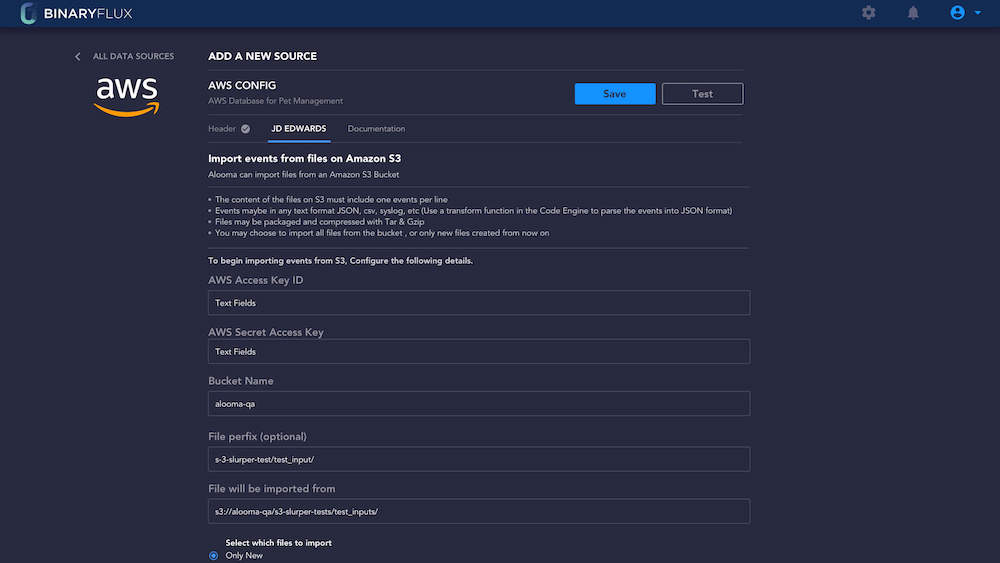 BINARYFLUX
ALL DATA SOURCES
aws
ADD A NEW SOURCE
AWS CONFIG
AWS Database for Pet Management
Save
Test
Header
JD EDWARDS
Documentation
Import events from files on Amazon S3
Alooma can import files from an Amazon S3 Bucket
• The content of the files on S3 must include one events per line
• Events maybe in any text format JSON, csv, syslog, etc (Use a transform function in the Code Engine to parse the events into JSON format)
• Files may be packaged and compressed with Tar & Gzip
• You may choose to import all files from the bucket , or only new files created from now on
To begin importing events from S3, Configure the following details.
AWS Access Key ID
Text Fields
AWS Secret Access Key
Text Fields
Bucket Name
alooma-qa
File perfix (optional)
s-3-slurper-test/test_input/
File will be imported from
s3://alooma-qa/s3-slurper-tests/test_inputs/
Select which files to import
Only New